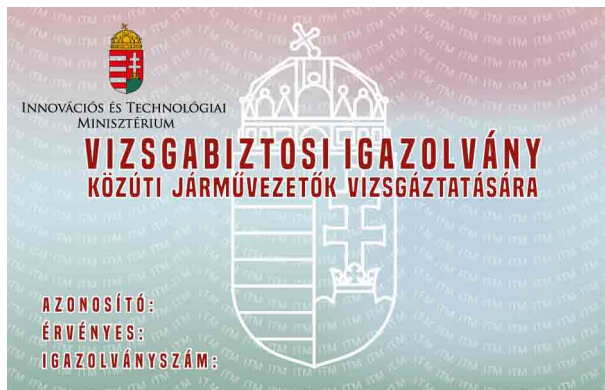 INNOVÁCIÓS ÉS TECHNOLÓGIAI
MINISZTÉRIUM
VIZSGABIZTOSI IGAZOLVÁNY
KÖZÚTI JÁRMŰVEZETŐK VIZSGÁZTATÁSÁRA
AZONOSÍTÓ:
ÉRVÉNYES:
IGAZOLVÁNYSZÁM: